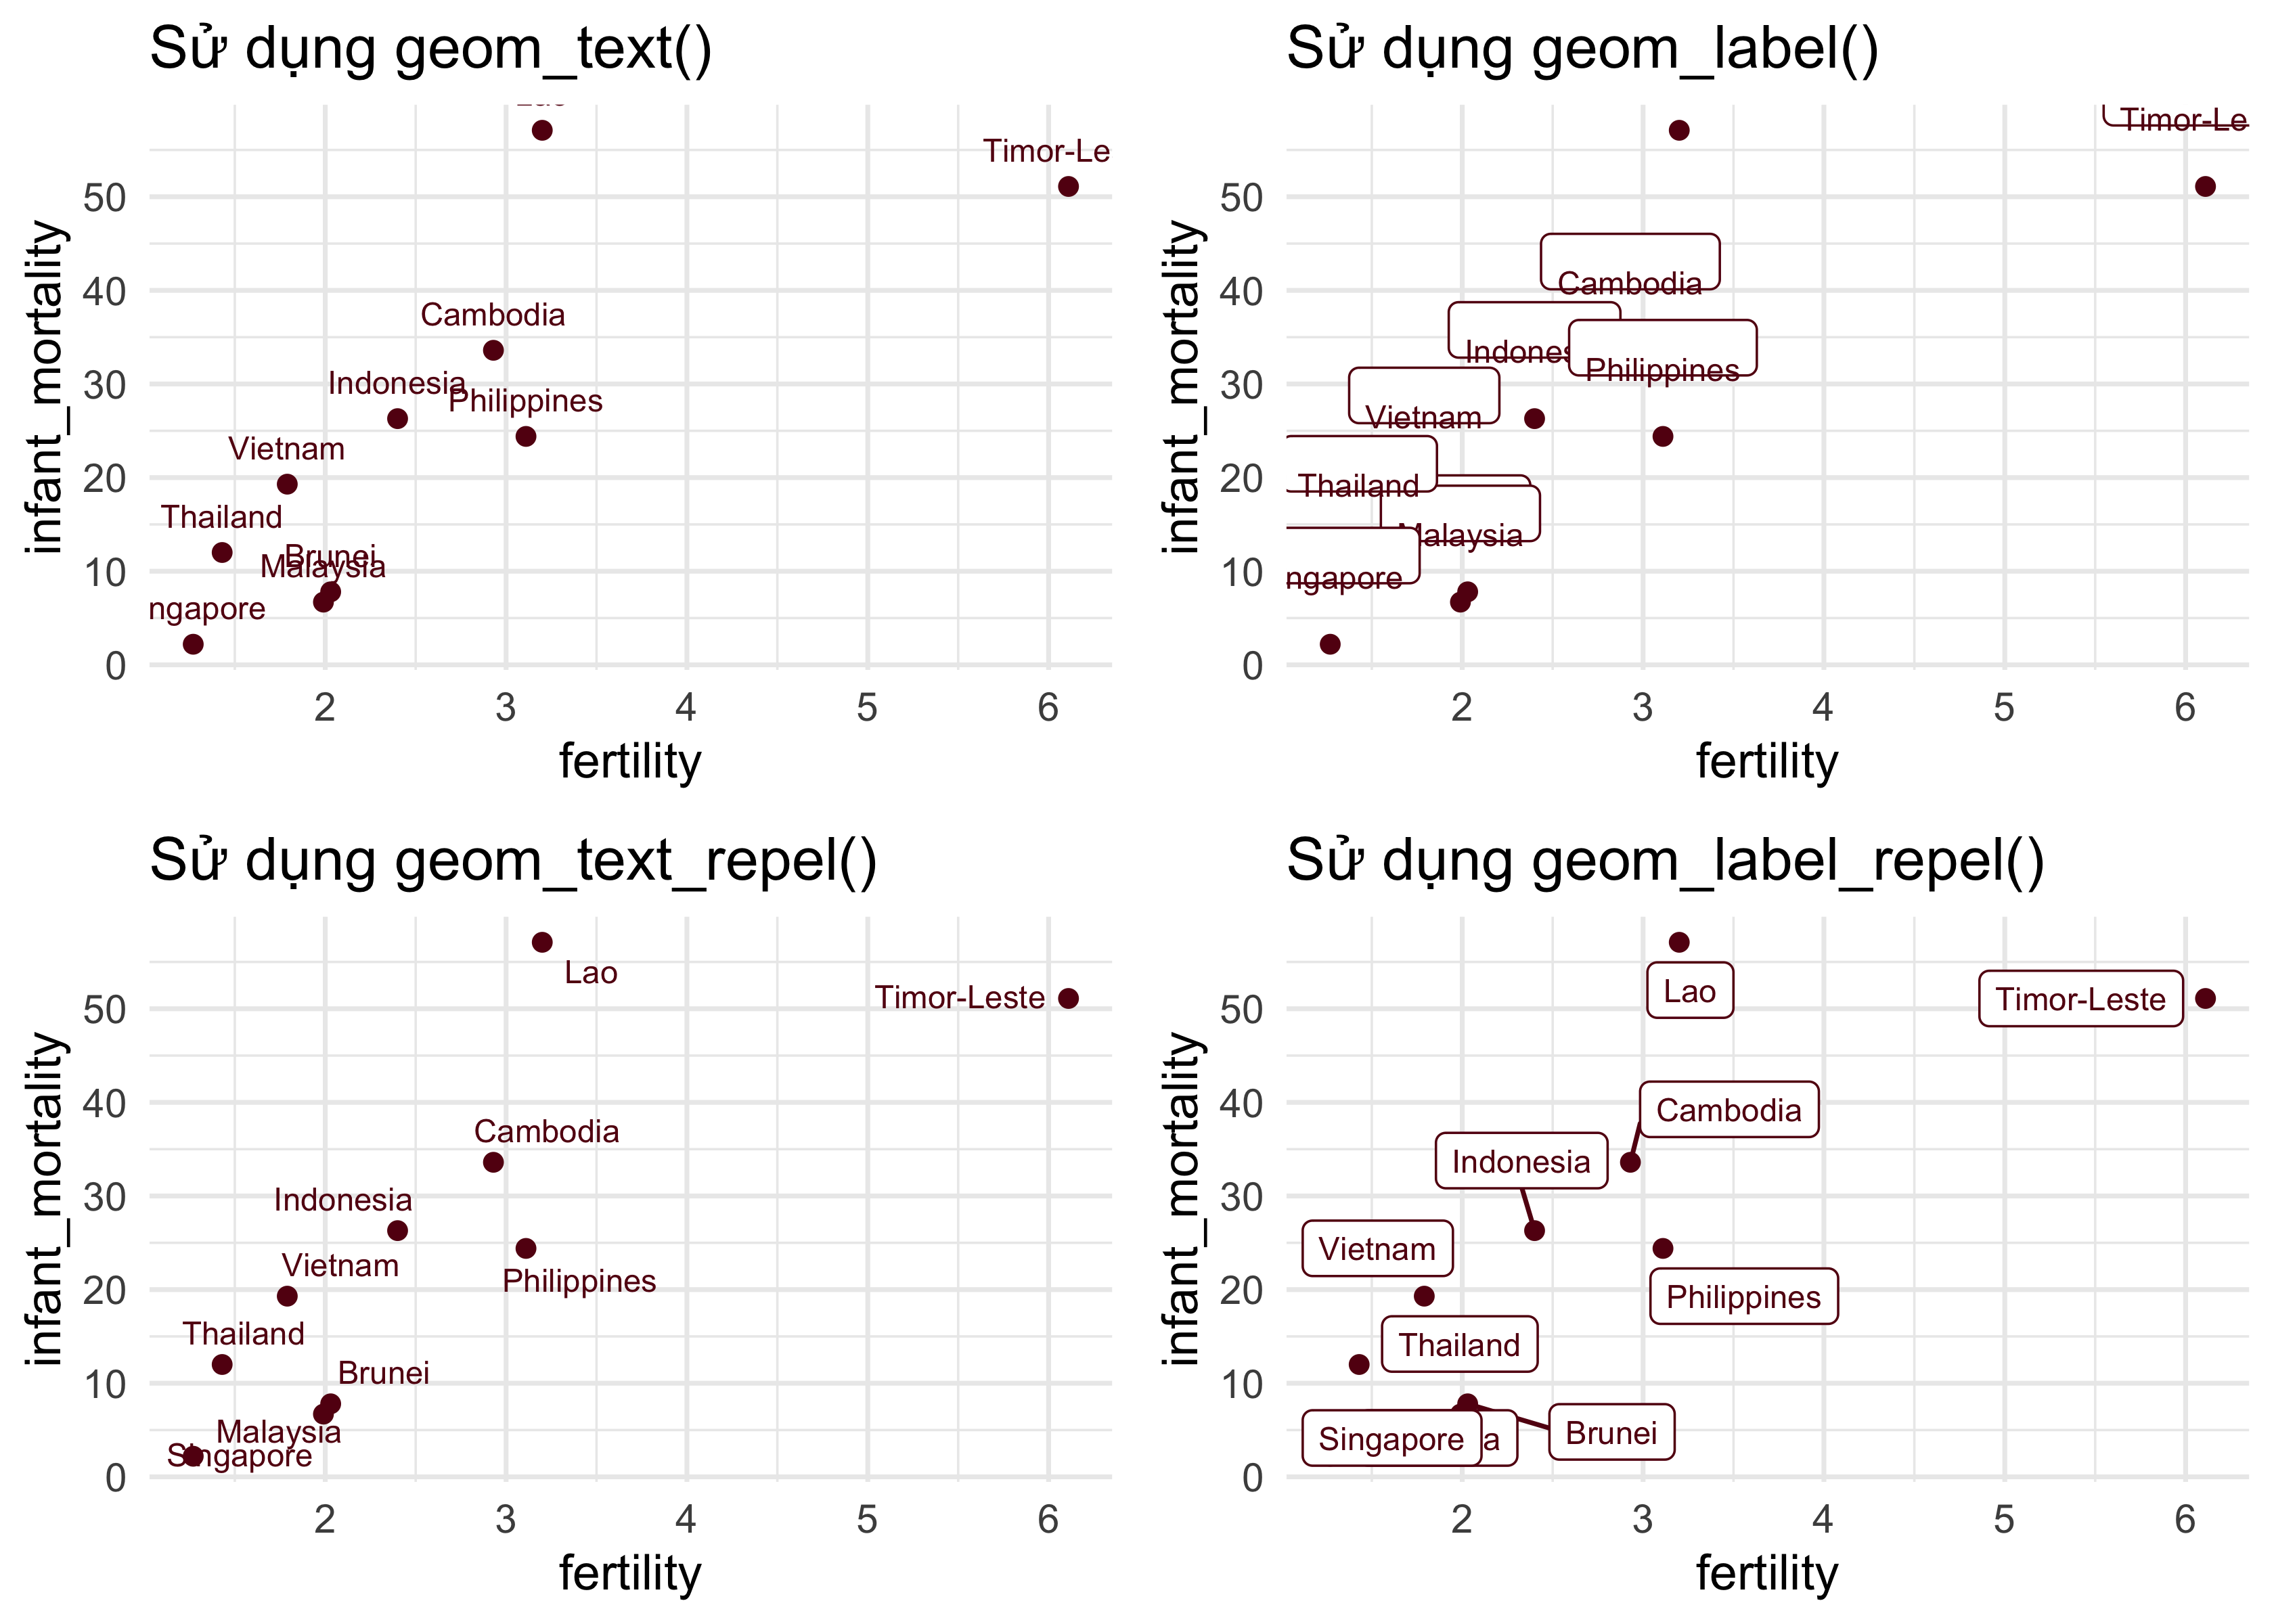 Sử dụng geom_text()
Timor-Le
Cambodia
Indonesia
Philippines
Vietnam
Thailand
Brunei
Malaysia
ngapore
infant_mortality
50
40
30
20
10
0
2 3 4 5 6
fertility
Sử dụng geom_label()
Timor-Le
Cambodia
Indones
Philippines
Vietnam
Thailand
Malaysia
ngapore
infant_mortality
50
40
30
20
10
0
2 3 4 5 6
fertility
Sử dụng geom_text_repel()
Lao
Timor-Leste
Cambodia
Indonesia
Vietnam
Philippines
Thailand
Brunei
Malaysia
Singapore
infant_mortality
50
40
30
20
10
0
2 3 4 5 6
fertility
Sử dụng geom_label_repel()
Lao
Timor-Leste
Cambodia
Indonesia
Vietnam
Philippines
Thailand
Brunei
Singapore a
infant_mortality
50
40
30
20
10
0
2 3 4 5 6
fertility